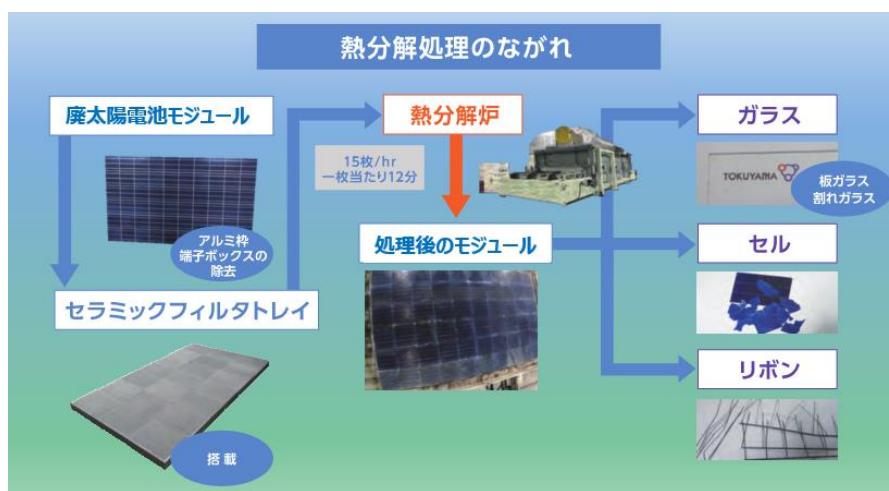 熱分解処理のながれ
廃太陽電池モジュール
アルミ枠
端子ボックスの
除去
セラミックフィルタトレイ
搭載
熱分解炉
15枚/hr
一枚当たり12分
処理後のモジュール
ガラス
TOKUYAMA
板ガラス
割れガラス
セル
リボン